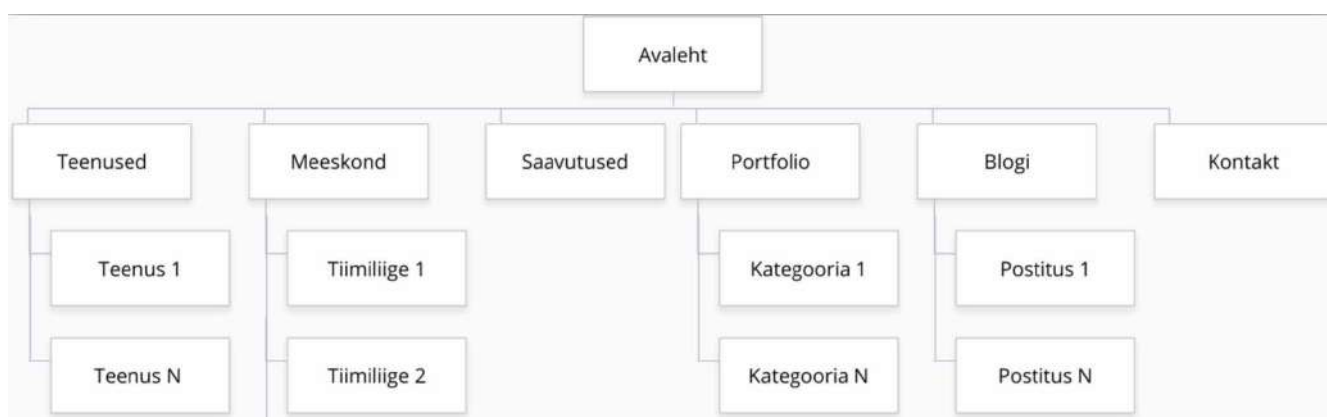 Avaleht
Teenused
Meeskond
Saavutused
Portfolio
Blogi
Kontakt
Teenus 1
Tiimiliige 1
Kategooria 1
Postitus 1
Teenus N
Tiimiliige 2
Kategooria N
Postitus N